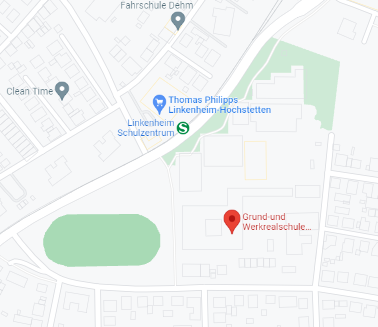 Fahrschule Dehm
Clean Time
Thomas Philipps
Linkenheim-Hochstetten
Linkenheim
Schulzentrum
S
Grund-und
Werkrealschule...